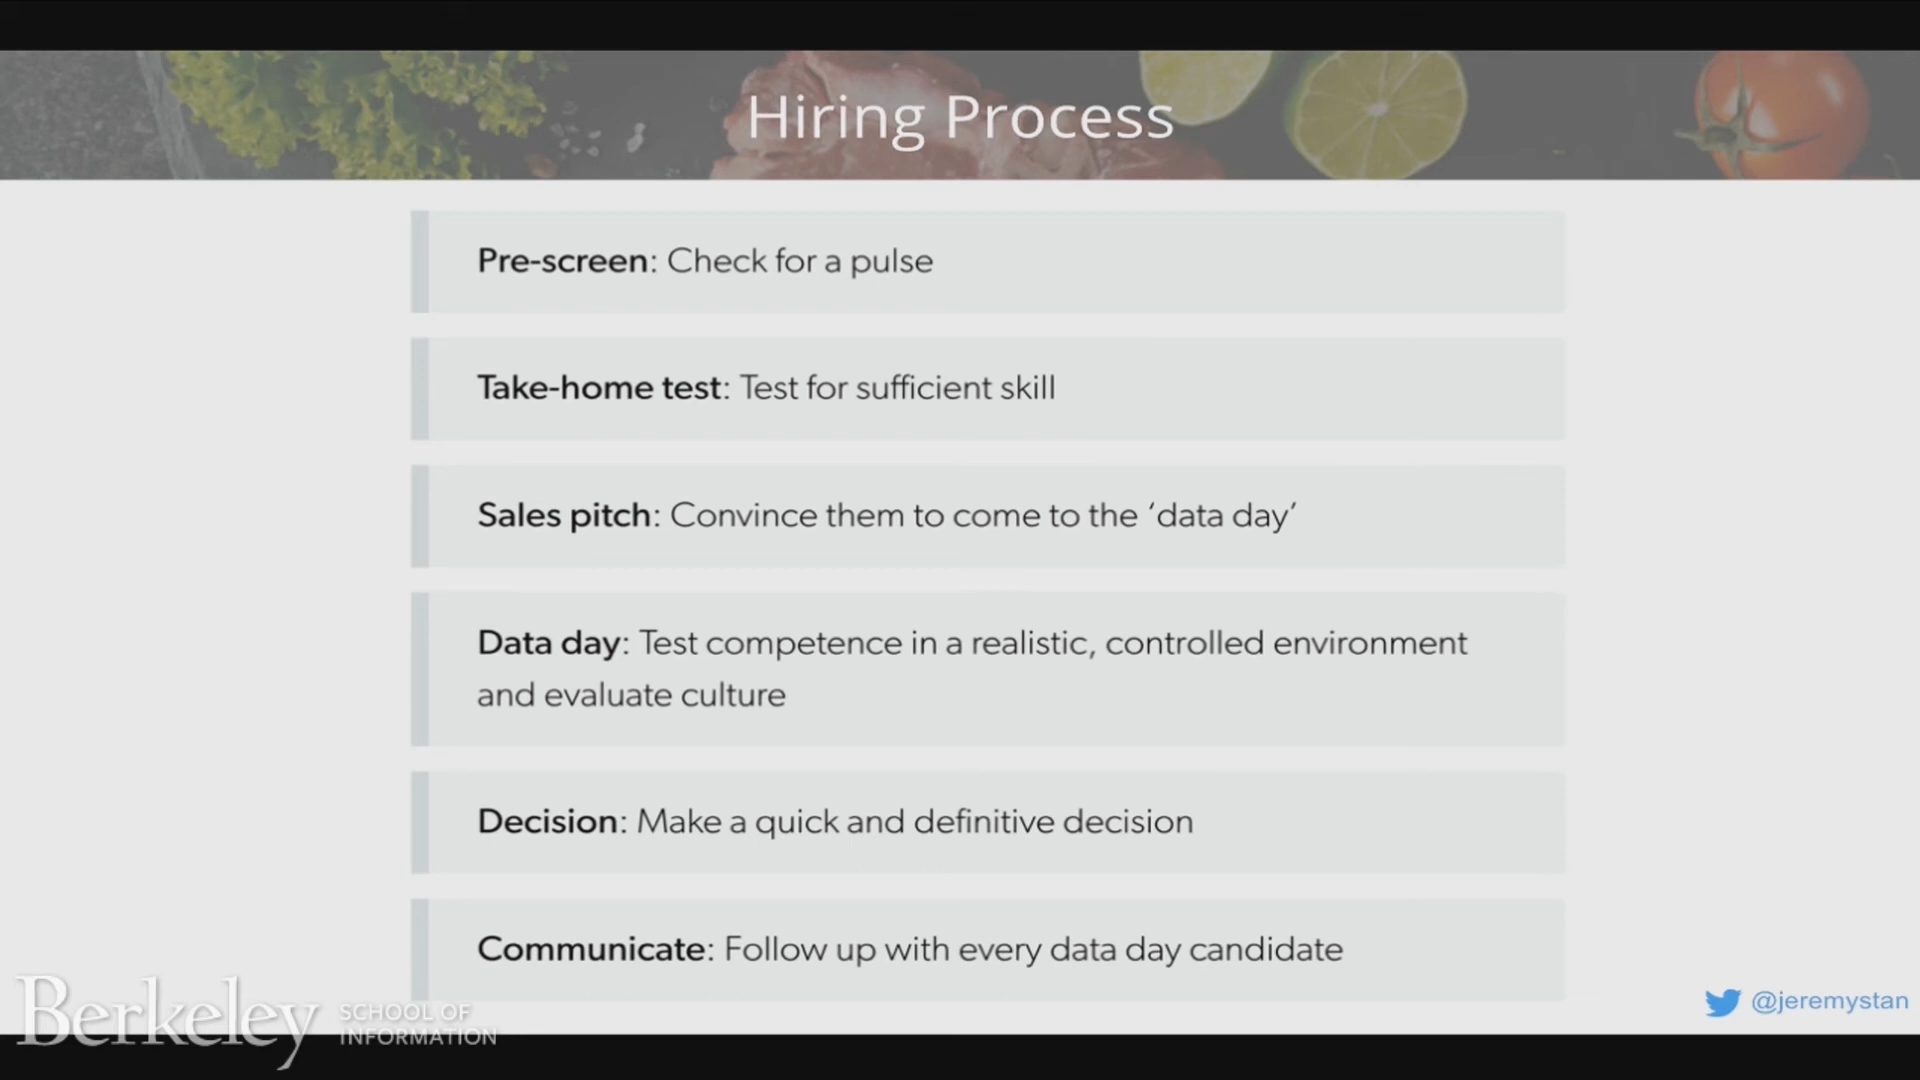 Hiring Process
Pre-screen: Check for a pulse
Take-home test: Test for sufficient skill
Sales pitch: Convince them to come to the ‘data day’
Data day: Test competence in a realistic, controlled environment
and evaluate culture
Decision: Make a quick and definitive decision
Communicate: Follow up with every data day candidate
Berkeley SCHOOL OF
INFORMATION
@jeremystan